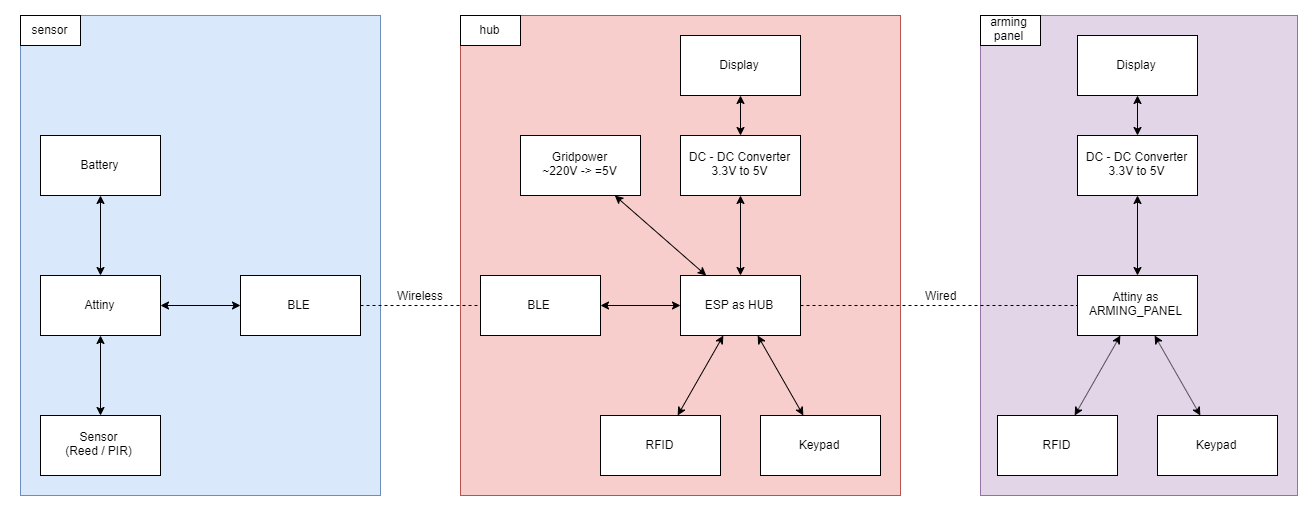 sensor
Battery
Attiny
BLE
Sensor
(Reed / PIR)
Wireless
hub
Display
Gridpower
~220V -> =5V
DC - DC Converter
3.3V to 5V
BLE
ESP as HUB
RFID
Keypad
Wired
arming
panel
Display
DC - DC Converter
3.3V to 5V
Attiny as
ARMING_PANEL
RFID
Keypad